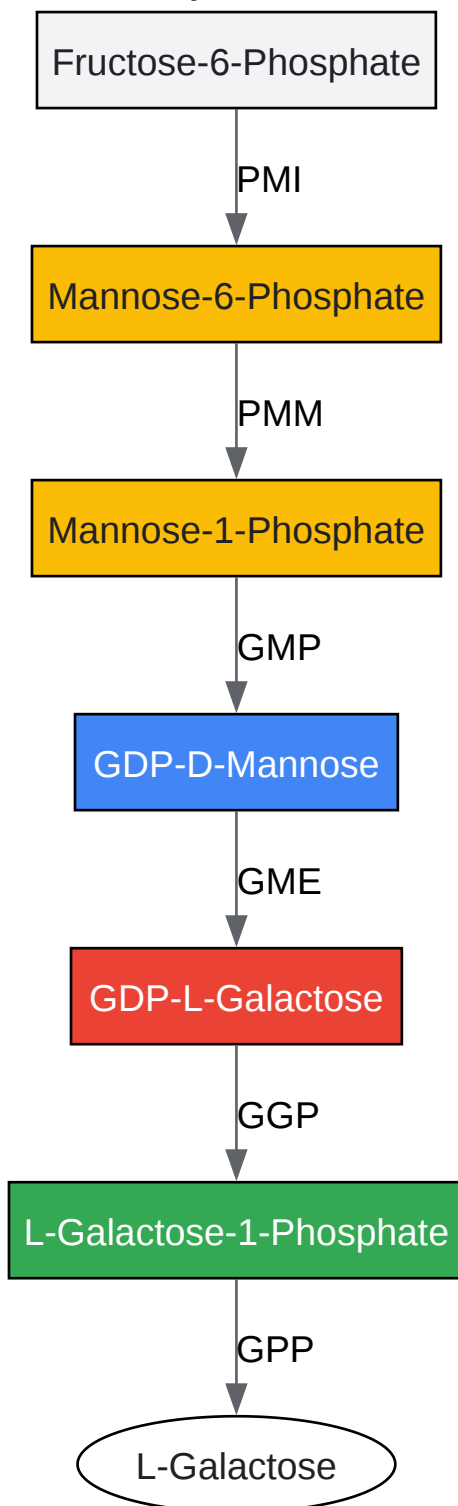 Fructose-6-Phosphate
PMI
Mannose-6-Phosphate
PMM
Mannose-1-Phosphate
GMP
GDP-D-Mannose
GME
GDP-L-Galactose
GGP
L-Galactose-1-Phosphate
GPP
L-Galactose